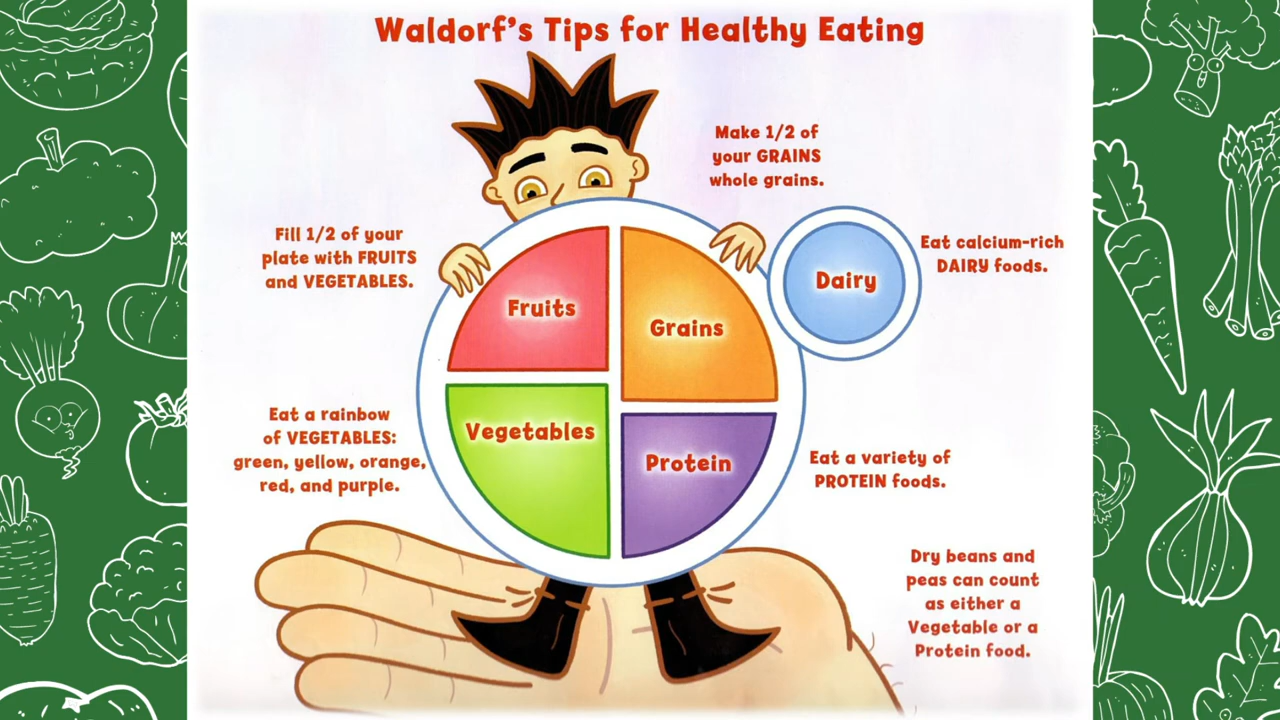 Waldorf's Tips for Healthy Eating
Make 1/2 of
your GRAINS
whole grains.
Fill 1/2 of your
plate with FRUITS
and VEGETABLES.
Eat calcium-rich
DAIRY foods.
Dairy
Fruits
Grains
Eat a rainbow
of VEGETABLES:
green, yellow, orange,
red, and purple.
Vegetables
Protein
Eat a variety of
PROTEIN foods.
Dry beans and
peas can count
as either a
Vegetable or a
Protein food.